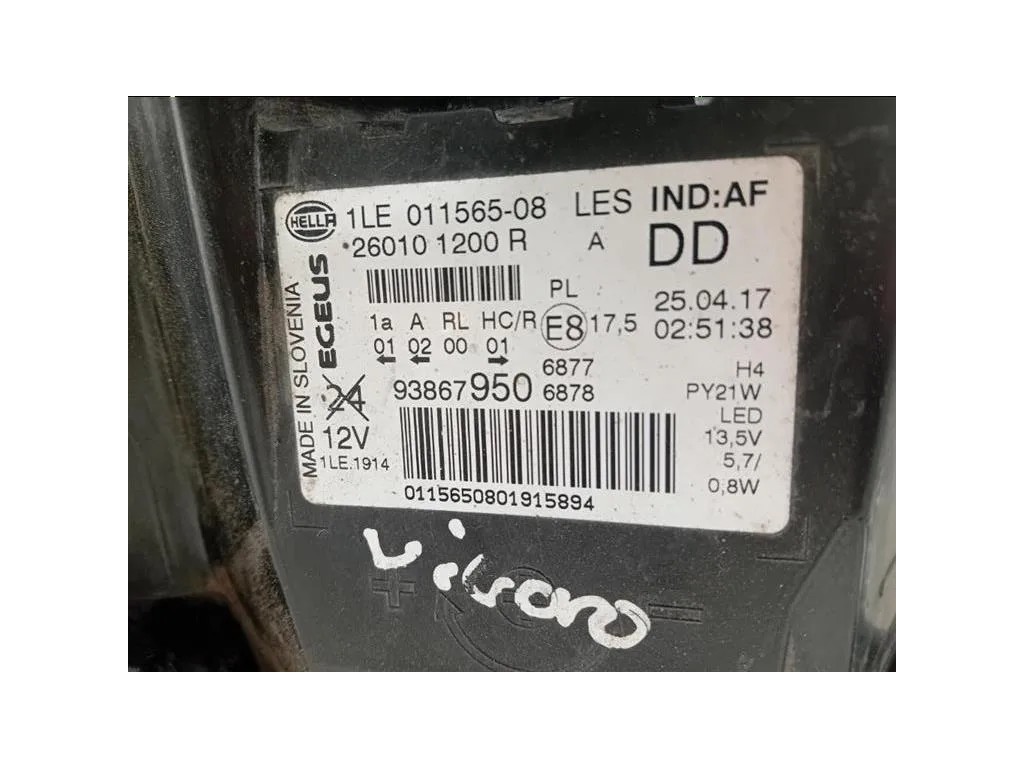 HELLA 1LE 011565-08 LES IND:AF
26010 1200 R A DD
MADE IN SLOVENIA
EGEUS
PL
25.04.17
1a A RL HC/R E8 17,5 02:51:38
01 02 00 01
6877 H4
24 93867950 6878 PY21W
12V LED
13,5V
1LE.1914 5,7/
0,8W
0115650801915894